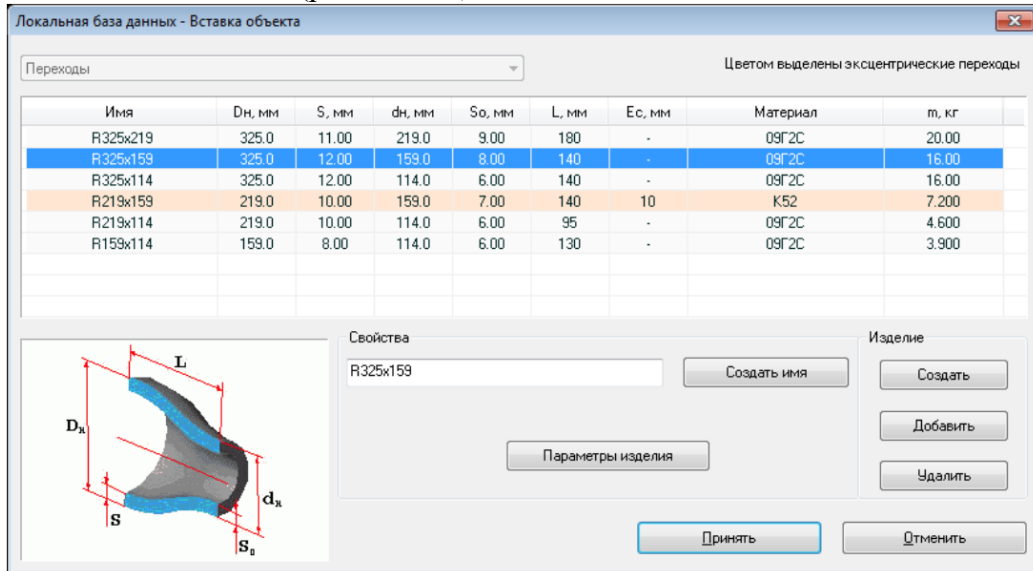 Локальная база данных - Вставка объекта
Переходы
Цветом выделены эксцентрические переходы
Имя Dн, мм S, мм dн, мм So, мм L, мм Ec, мм Материал m, кг
R325x219 325.0 11.00 219.0 9.00 180 - 09Г2С 20.00
R325x159 325.0 12.00 159.0 8.00 140 - 09Г2С 16.00
R325x114 325.0 12.00 114.0 6.00 140 - 09Г2С 16.00
R219x159 219.0 10.00 159.0 7.00 140 10 K52 7.200
R219x114 219.0 10.00 114.0 6.00 95 - 09Г2С 4.600
R159x114 159.0 8.00 114.0 6.00 130 - 09Г2С 3.900
L
Dн
dн
S
S0
Свойства
R325x159
Создать имя
Параметры изделия
Изделие
Создать
Добавить
Удалить
Принять
Отменить